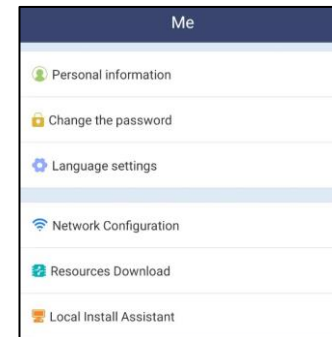 Me
Personal information
Change the password
Language settings
Network Configuration
Resources Download
Local Install Assistant